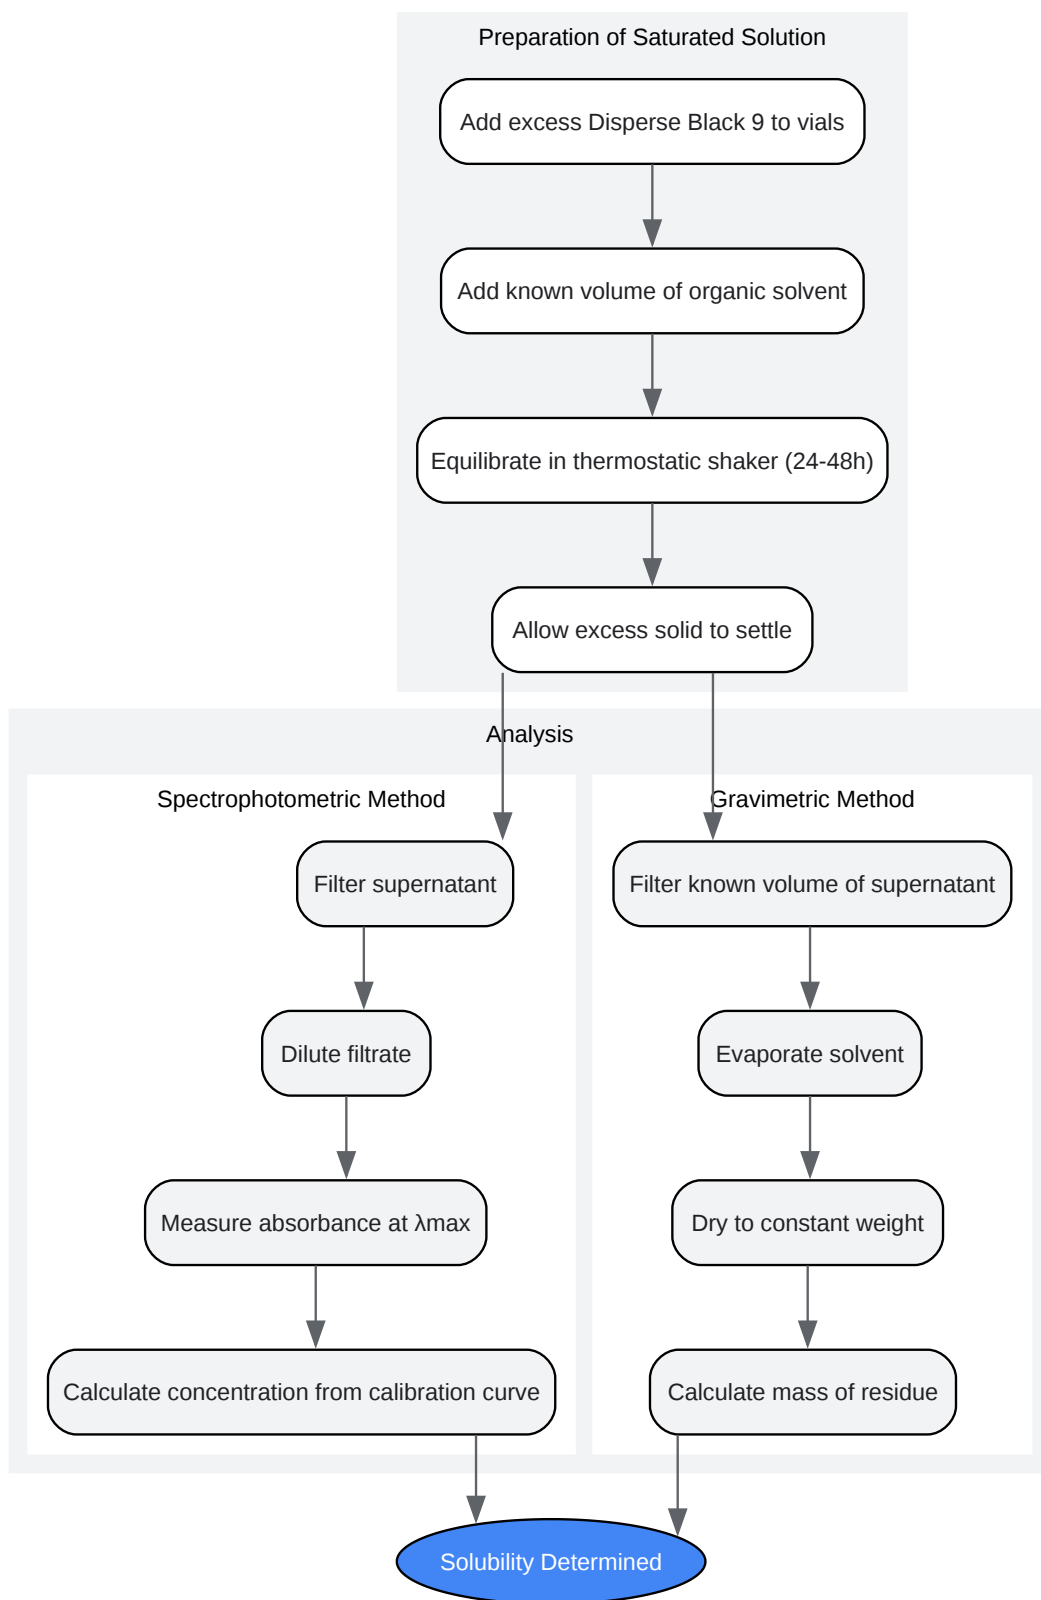 Preparation of Saturated Solution
Add excess Disperse Black 9 to vials
Add known volume of organic solvent
Equilibrate in thermostatic shaker (24-48h)
Allow excess solid to settle
Analysis
Spectrophotometric Method
Filter supernatant
Dilute filtrate
Measure absorbance at λmax
Calculate concentration from calibration curve
Gravimetric Method
Filter known volume of supernatant
Evaporate solvent
Dry to constant weight
Calculate mass of residue
Solubility Determined